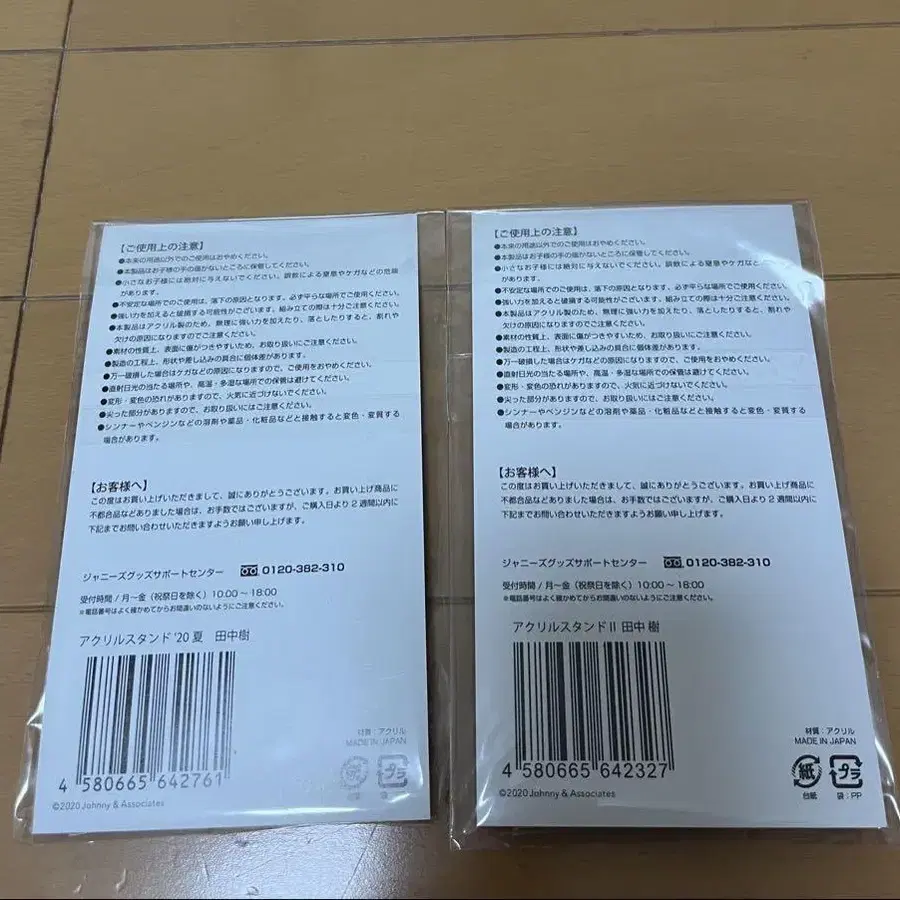 【ご使用上の注意】
●本来の用途以外でのご使用はおやめください。
●本製品はお子様の手の届かないところに保管してください。
●小さなお子様には絶対に与えないでください。誤飲による窒息やケガなどの危険
があります。
●不安定な場所でのご使用は、落下の原因となります。必ず平らな場所でご使用ください。
●強い力を加えると破損する可能性がございます。組み立ての際は十分ご注意ください。
●本製品はアクリル製のため、無理に強い力を加えたり、落としたりすると、割れや
欠けの原因になりますのでご注意ください。
●素材の性質上、表面に傷がつきやすいため、お取り扱いにご注意ください。
●製造の工程上、形状や差し込みの具合に個体差があります。
●万一破損した場合はケガなどの原因になりますので、ご使用をおやめください。
●直射日光の当たる場所や、高温・多湿な場所での保管は避けてください。
●変形・変色の恐れがありますので、火気に近づけないでください。
●尖った部分がありますので、お取り扱いにはご注意ください。
●シンナーやベンジンなどの溶剤や薬品・化粧品などと接触すると変色・変質する
場合があります。
【お客様へ】
この度はお買い上げいただきまして、誠にありがとうございます。お買い上げ商品に
不都合品などありました場合は、お手数ではございますが、ご購入日より2週間以内に
下記までお問い合わせいただきますようお願い申し上げます。
ジャニーズグッズサポートセンター 0120-382-310
受付時間/月～金(祝祭日を除く)10:00～18:00
※電話番号はよく確かめてからお間違いのないようにご注意ください。
アクリルスタンド '20 夏 田中樹
材質:アクリル
MADE IN JAPAN
4 580665 642761
プラ
©2020 Johnny & Associates
【ご使用上の注意】
●本来の用途以外でのご使用はおやめください。
●本製品はお子様の手の届かないところに保管してください。
●小さなお子様には絶対に与えないでください。誤飲による窒息やケガなど
があります。
●不安定な場所でのご使用は、落下の原因となります。必ず平らな場所でご使用ください。
●強い力を加えると破損する可能性がございます。組み立ての際は十分ご注意ください。
●本製品はアクリル製のため、無理に強い力を加えたり、落としたりすると、割れや
欠けの原因になりますのでご注意ください。
●素材の性質上、表面に傷がつきやすいため、お取り扱いにご注意ください。
●製造の工程上、形状や差し込みの具合に個体差があります。
●万一破損した場合はケガなどの原因になりますので、ご使用をおやめください。
●直射日光の当たる場所や、高温・多湿な場所での保管は避けてください。
●変形・変色の恐れがありますので、火気に近づけないでください。
●尖った部分がありますので、お取り扱いにはご注意ください。
●シンナーやベンジンなどの溶剤や薬品・化粧品などと接触すると変色・変質する
場合があります。
【お客様へ】
この度はお買い上げいただきまして、誠にありがとうございます。お買い上げ商品に
不都合品などありました場合は、お手数ではございますが、ご購入日より2週間以内に
下記までお問い合わせいただきますようお願い申し上げます。
ジャニーズグッズサポートセンター 0120-382-310
受付時間/月～金(祝祭日を除く)10:00～18:00
※電話番号はよく確かめてからお間違いのないようにご注意ください。
アクリルスタンドII 田中 樹
材質:アクリル
MADE IN JAPAN
4 580665 642327
紙 プラ
台紙 袋:PP
©2020 Johnny & Associates